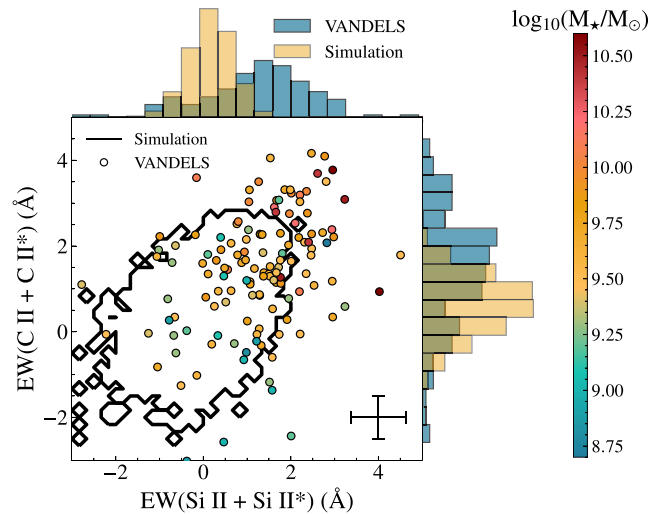 log₁₀(M⋆/M☉)
VANDELS
Simulation
10.50
10.25
10.00
9.75
9.50
9.25
9.00
8.75
Simulation
VANDELS
4
2
0
−2
EW(C II + C II*) (Å)
−2
0
2
4
EW(Si II + Si II*) (Å)